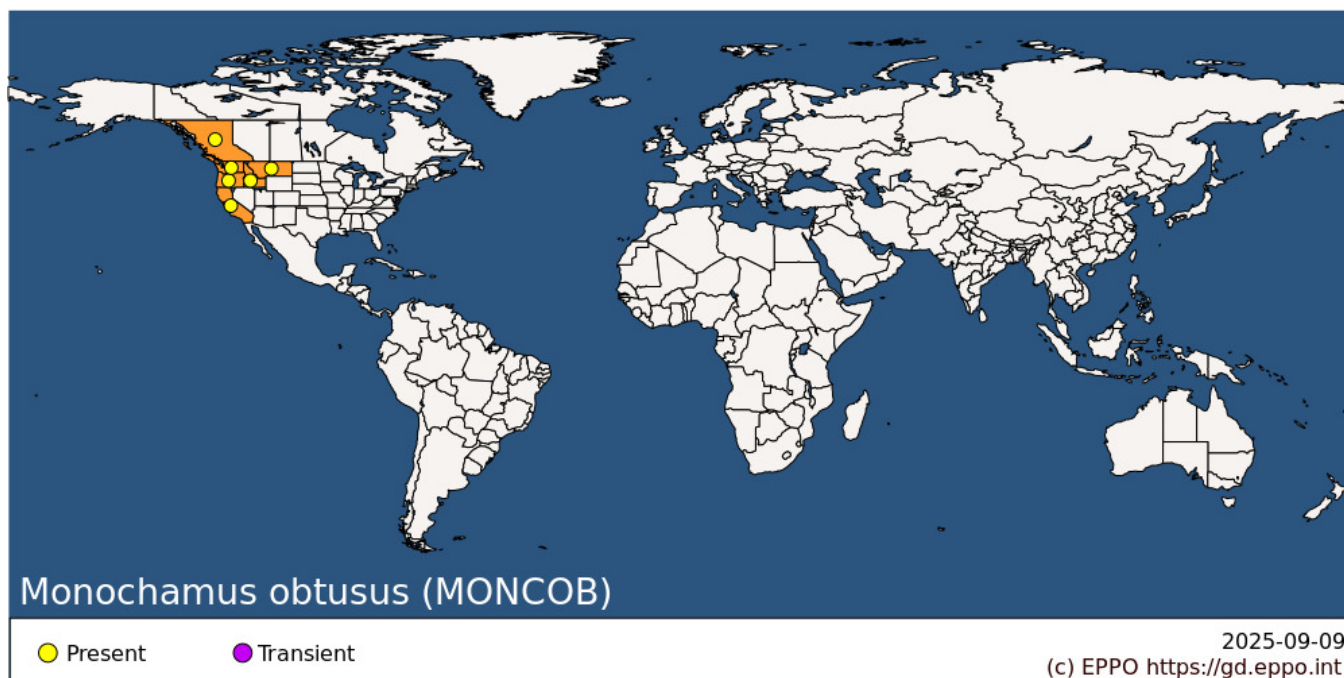 Monochamus obtusus (MONCOB)
Present
Transient
2025-09-09
(c) EPPO https://gd.eppo.int